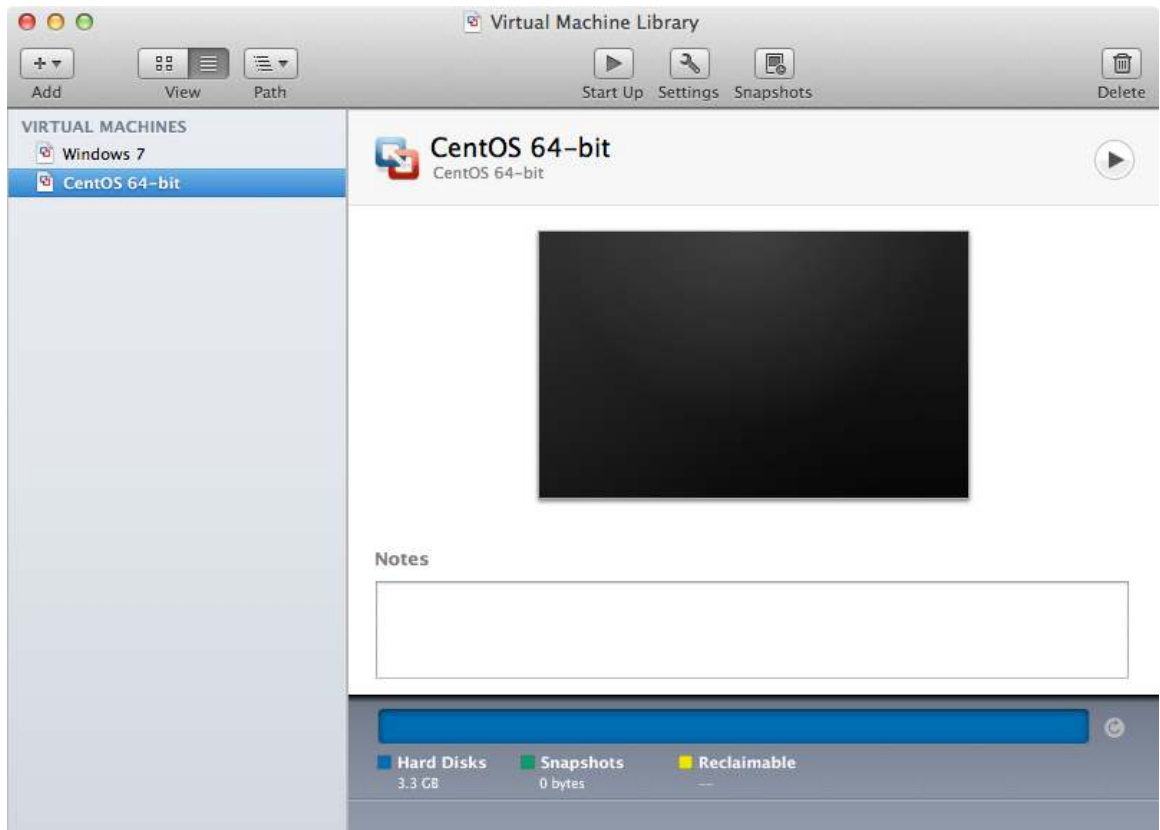 Virtual Machine Library
Add View Path Start Up Settings Snapshots Delete
VIRTUAL MACHINES
Windows 7
CentOS 64-bit
CentOS 64-bit
CentOS 64-bit
Notes
Hard Disks Snapshots Reclaimable
3.3 GB 0 bytes —